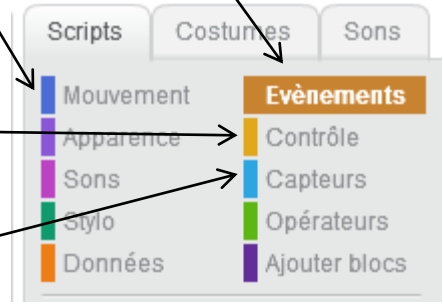 Scripts Costumes Sons
Mouvement Evènements
Apparence Contrôle
Sons Capteurs
Stylo Opérateurs
Données Ajouter blocs